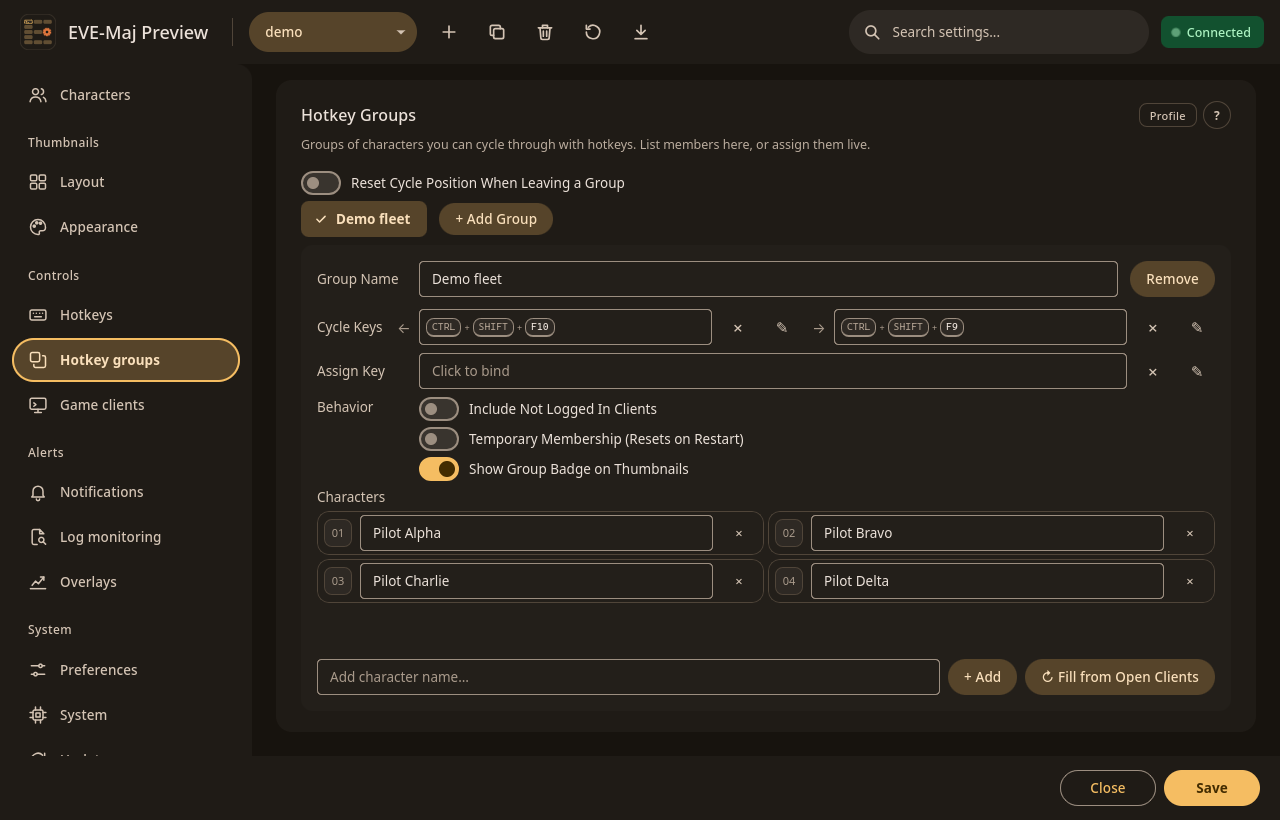 EVE-Maj Preview
demo
Search settings...
Connected
Characters
Thumbnails
Layout
Appearance
Controls
Hotkeys
Hotkey groups
Game clients
Alerts
Notifications
Log monitoring
Overlays
System
Preferences
System
Hotkey Groups
Profile
?
Groups of characters you can cycle through with hotkeys. List members here, or assign them live.
Reset Cycle Position When Leaving a Group
✓ Demo fleet
+ Add Group
Group Name
Demo fleet
Remove
Cycle Keys
← CTRL + SHIFT + F10 × ✎
→ CTRL + SHIFT + F9 × ✎
Assign Key
Click to bind × ✎
Behavior
Include Not Logged In Clients
Temporary Membership (Resets on Restart)
Show Group Badge on Thumbnails
Characters
01 Pilot Alpha ×
02 Pilot Bravo ×
03 Pilot Charlie ×
04 Pilot Delta ×
Add character name...
+ Add
↻ Fill from Open Clients
Close
Save